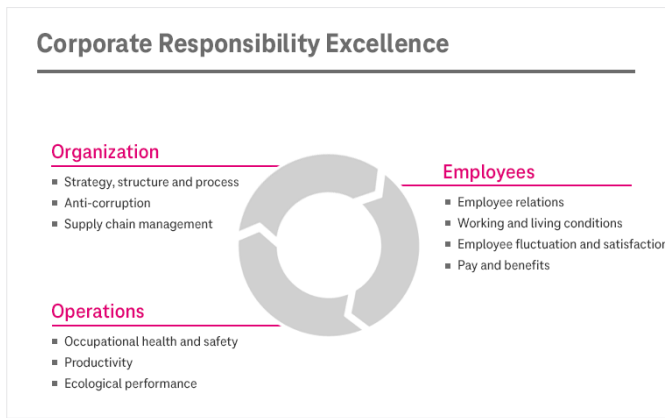 Corporate Responsibility Excellence
Organization
Strategy, structure and process
Anti-corruption
Supply chain management
Employees
Employee relations
Working and living conditions
Employee fluctuation and satisfaction
Pay and benefits
Operations
Occupational health and safety
Productivity
Ecological performance